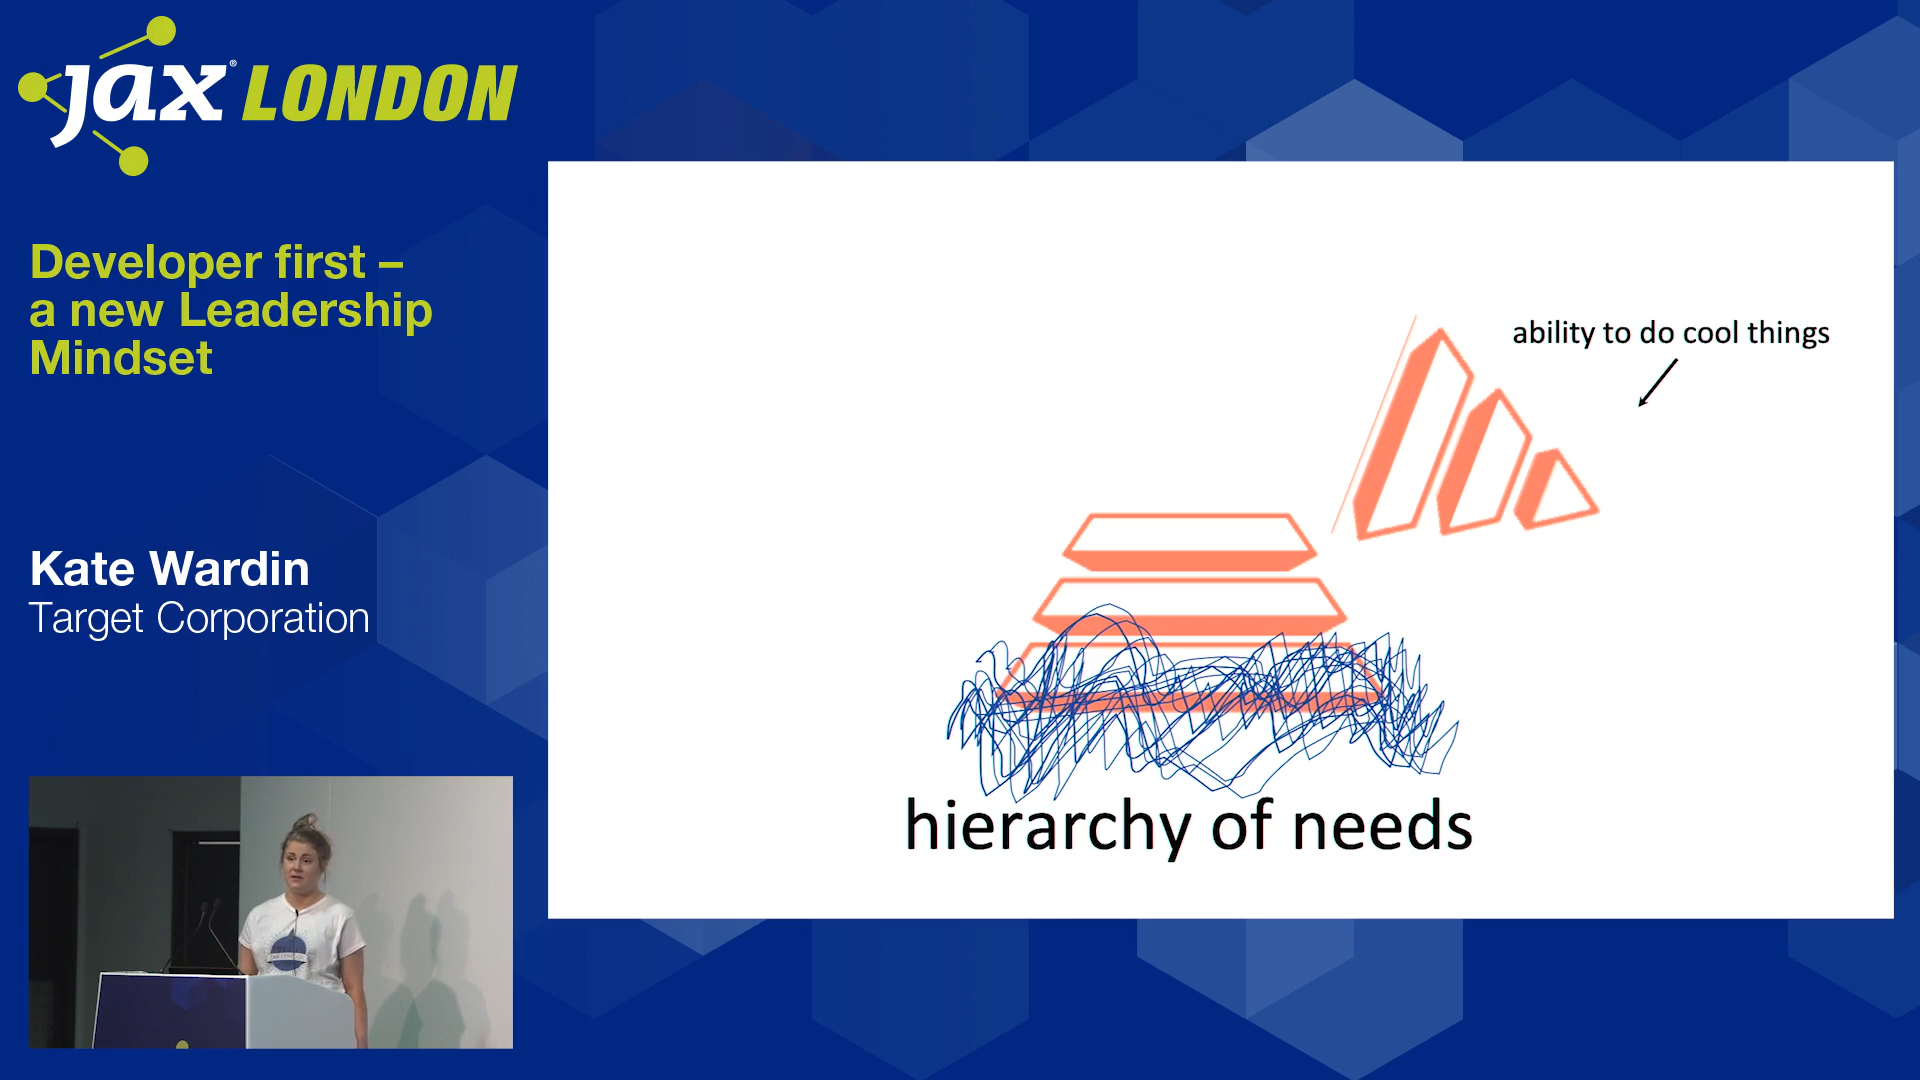 jax® LONDON
Developer first –
a new Leadership
Mindset
Kate Wardin
Target Corporation
ability to do cool things
hierarchy of needs